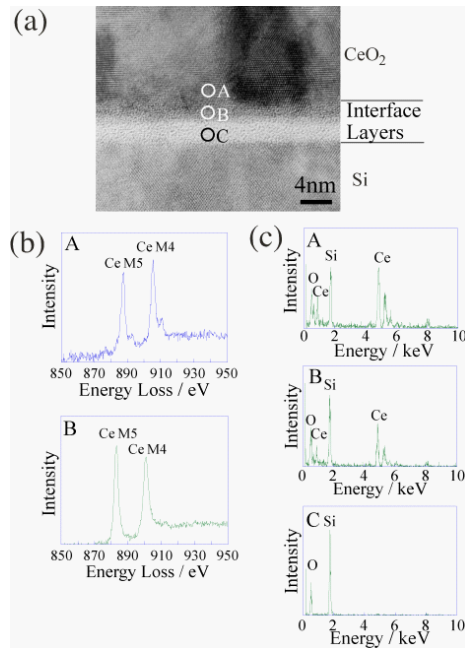 (a)
CeO2
A
B
Interface
Layers
C
Si
4nm
(b)
A
Ce M4
Ce M5
Intensity
850 870 890 910 930 950
Energy Loss / eV
B
Ce M5
Ce M4
Intensity
850 870 890 910 930 950
Energy Loss / eV
(c)
A
Si
Ce
O
Ce
Intensity
0 2 4 6 8 10
Energy / keV
B
Si
O
Ce
Ce
Intensity
0 2 4 6 8 10
Energy / keV
C
Si
O
Intensity
0 2 4 6 8 10
Energy / keV